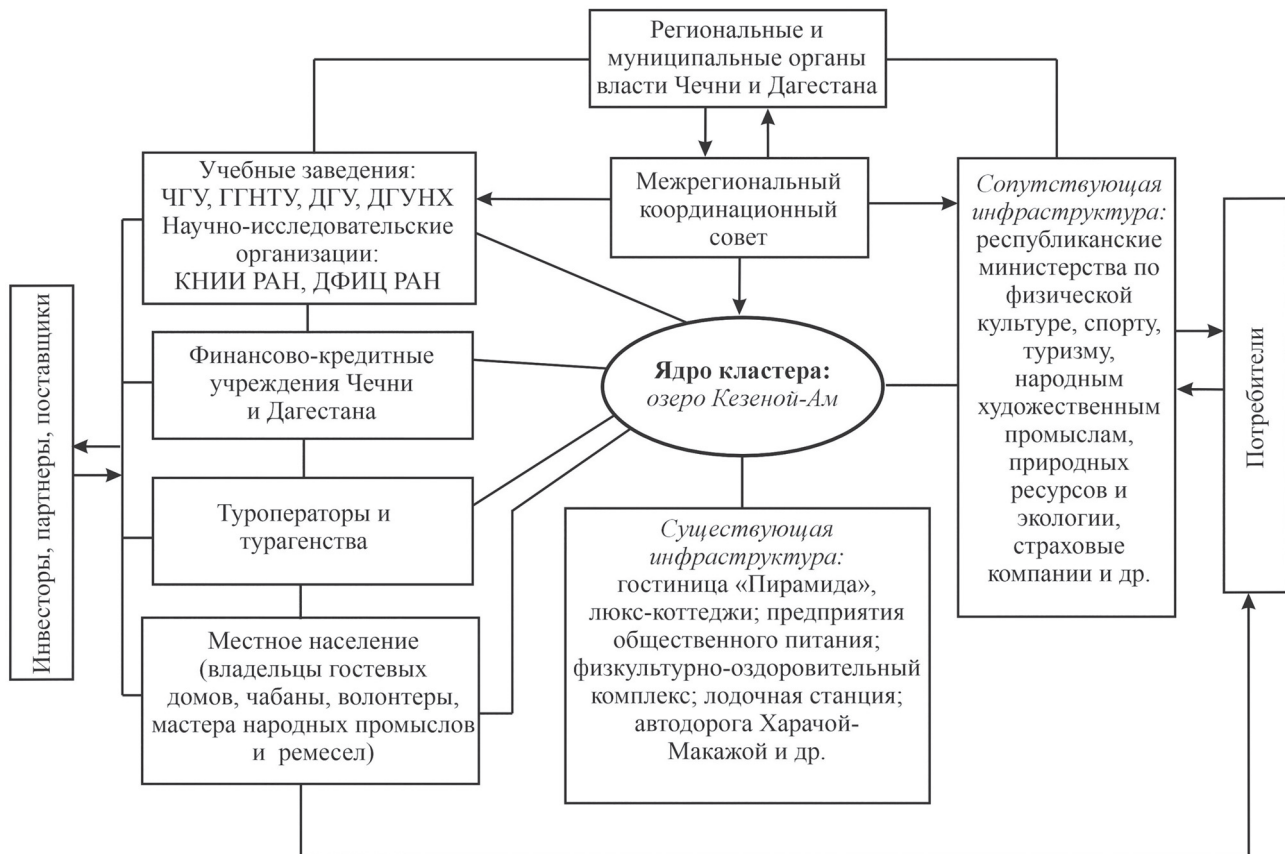 Региональные и
муниципальные органы
власти Чечни и Дагестана
Учебные заведения:
ЧГУ, ГГНТУ, ДГУ, ДГУНХ
Научно-исследовательские
организации:
КНИИ РАН, ДФИЦ РАН
Межрегиональный
координационный
совет
Сопутствующая
инфраструктура:
республиканские
министерства по
физической
культуре, спорту,
туризму,
народным
художественным
промыслам,
природных
ресурсов и
экологии,
страховые
компании и др.
Потребители
Инвесторы, партнеры, поставщики
Финансово-кредитные
учреждения Чечни
и Дагестана
Ядро кластера:
озеро Кезеной-Ам
Туроператоры и
турагенства
Существующая
инфраструктура:
гостиница «Пирамида»,
люкс-коттеджи; предприятия
общественного питания;
физкультурно-оздоровительный
комплекс; лодочная станция;
автодорога Харачой-
Макажой и др.
Местное население
(владельцы гостевых
домов, чабаны, волонтеры,
мастера народных промыслов
и ремесел)